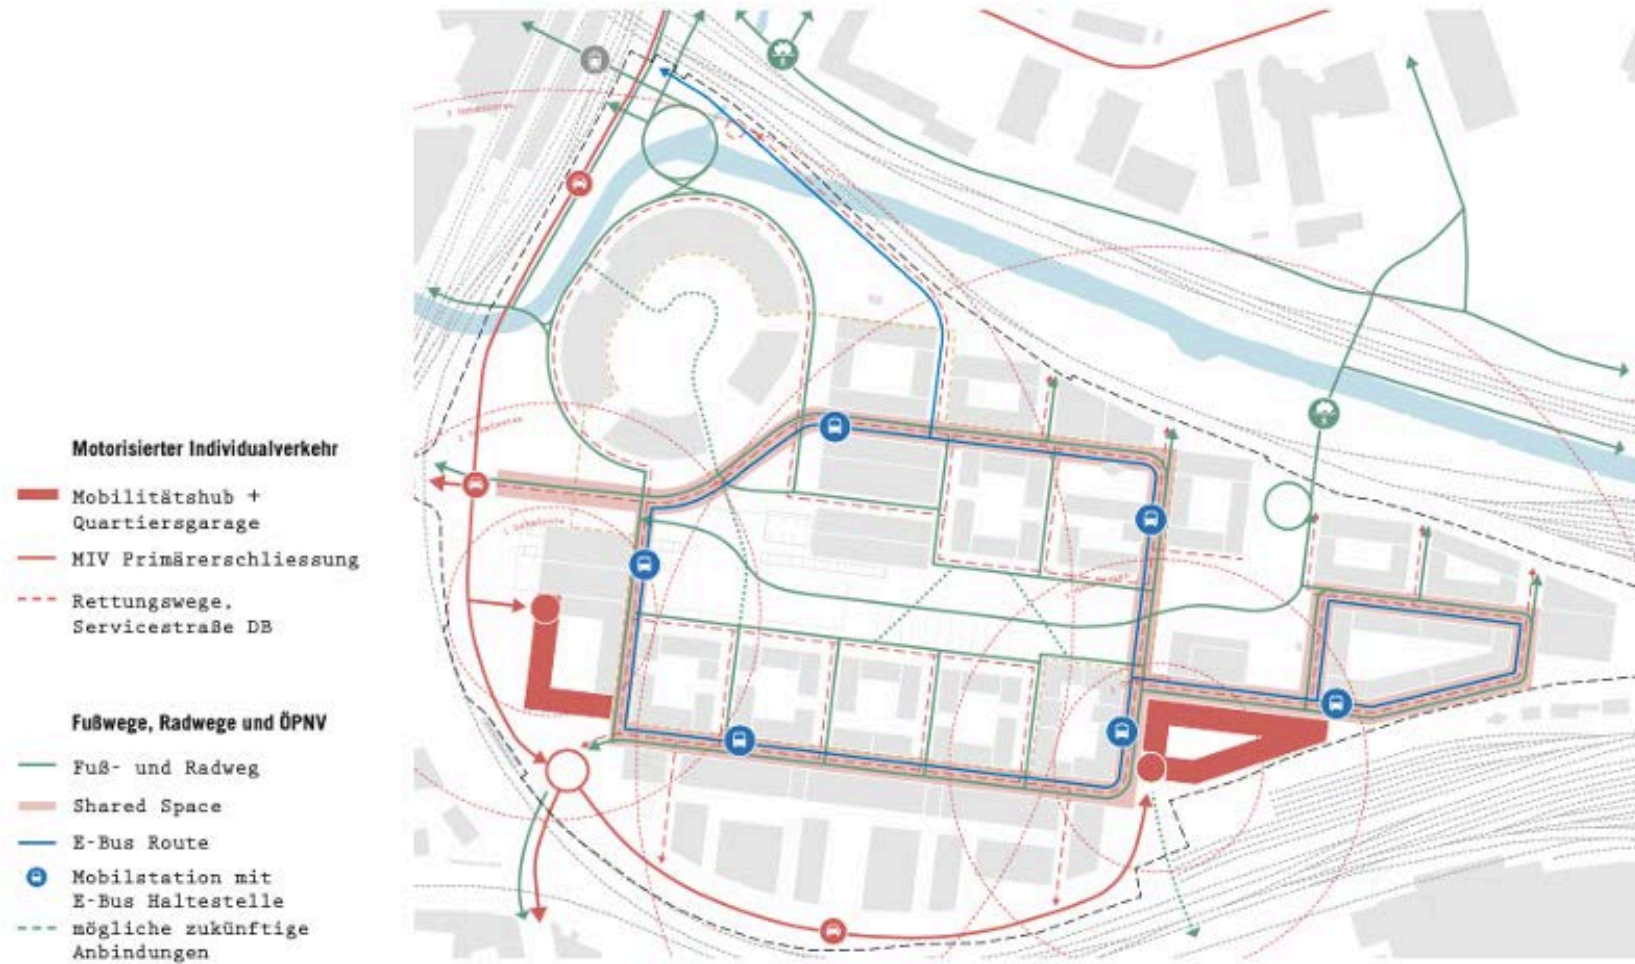 Motorisierter Individualverkehr
Mobilitätshub +
Quartiersgarage
MIV Primärerschliessung
Rettungswege,
Servicestraße DB
Fußwege, Radwege und ÖPNV
Fuß- und Radweg
Shared Space
E-Bus Route
Mobilstation mit
E-Bus Haltestelle
mögliche zukünftige
Anbindungen